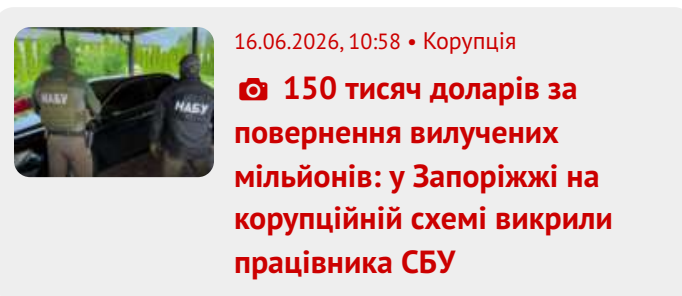 НАБУ
НАБУ
16.06.2026, 10:58 • Корупція
150 тисяч доларів за
повернення вилучених
мільйонів: у Запоріжжі на
корупційній схемі викрили
працівника СБУ